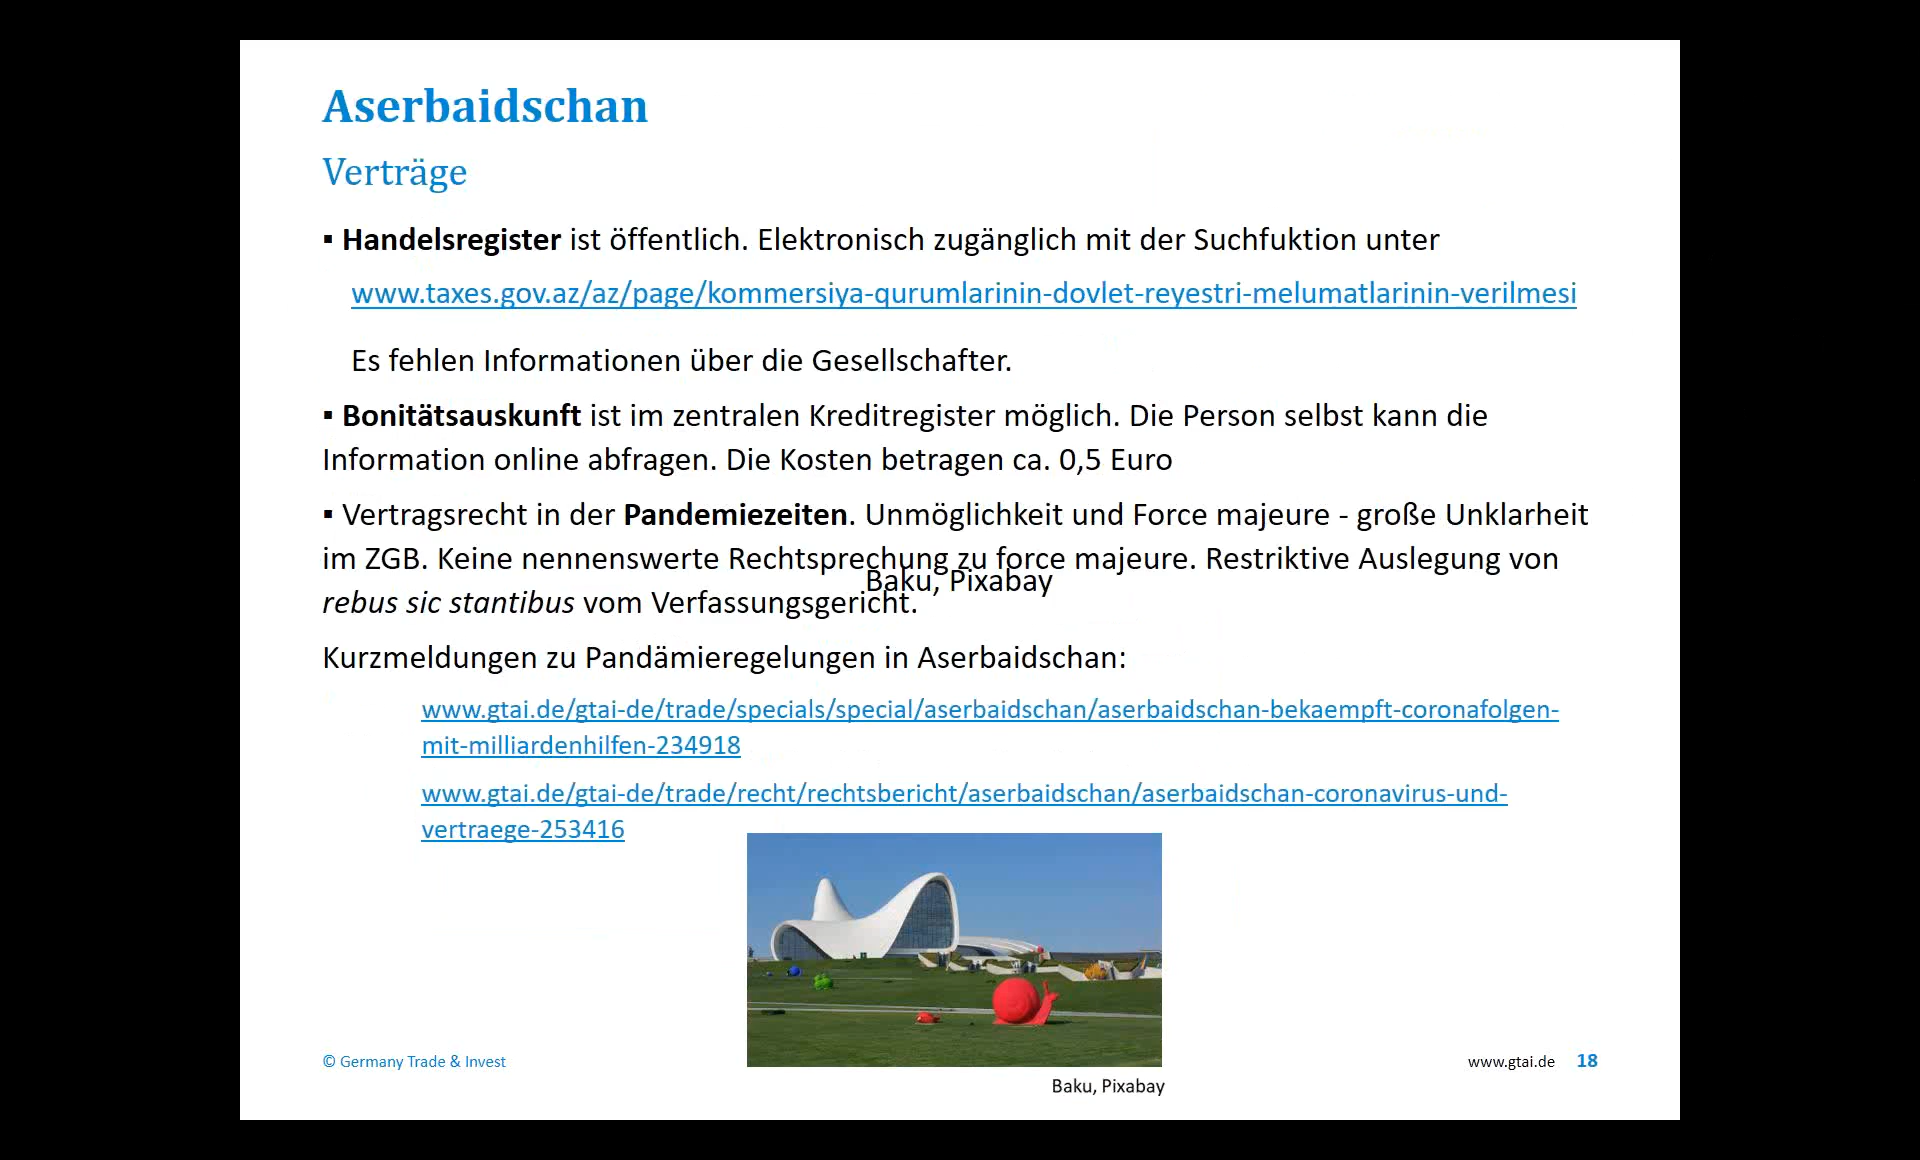 Aserbaidschan
Verträge
▪ Handelsregister ist öffentlich. Elektronisch zugänglich mit der Suchfuktion unter
www.taxes.gov.az/az/page/kommersiya-qurumlarinin-dovlet-reyestri-melumatlarinin-verilmesi
Es fehlen Informationen über die Gesellschafter.
▪ Bonitätsauskunft ist im zentralen Kreditregister möglich. Die Person selbst kann die
Information online abfragen. Die Kosten betragen ca. 0,5 Euro
▪ Vertragsrecht in der Pandemiezeiten. Unmöglichkeit und Force majeure - große Unklarheit
im ZGB. Keine nennenswerte Rechtsprechung zu force majeure. Restriktive Auslegung von
Baku, Pixabay
rebus sic stantibus vom Verfassungsgericht.
Kurzmeldungen zu Pandämieregelungen in Aserbaidschan:
www.gtai.de/gtai-de/trade/specials/special/aserbaidschan/aserbaidschan-bekaempft-coronafolgen-
mit-milliardenhilfen-234918
www.gtai.de/gtai-de/trade/recht/rechtsbericht/aserbaidschan/aserbaidschan-coronavirus-und-
vertraege-253416
© Germany Trade & Invest
www.gtai.de 18
Baku, Pixabay